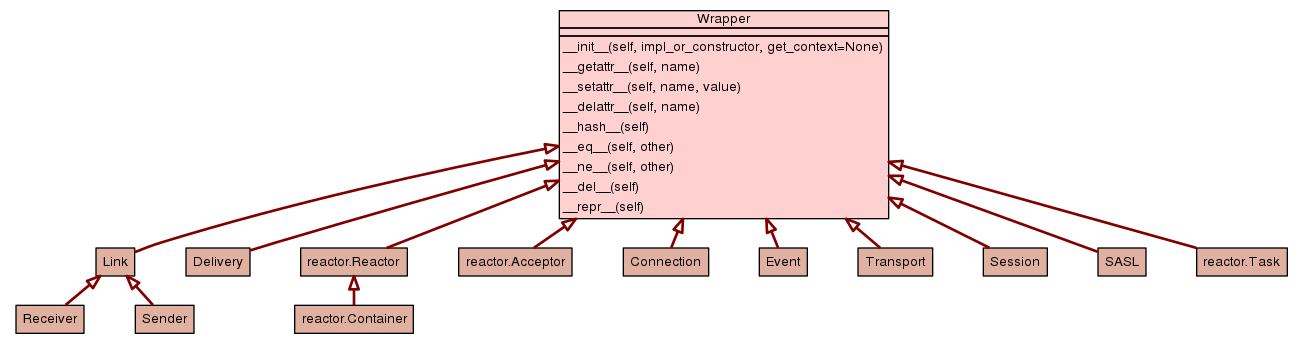 Wrapper
__init__(self, impl_or_constructor, get_context=None)
__getattr__(self, name)
__setattr__(self, name, value)
__delattr__(self, name)
__hash__(self)
__eq__(self, other)
__ne__(self, other)
__del__(self)
__repr__(self)
Link
Delivery
reactor.Reactor
reactor.Acceptor
Connection
Event
Transport
Session
SASL
reactor.Task
Receiver
Sender
reactor.Container